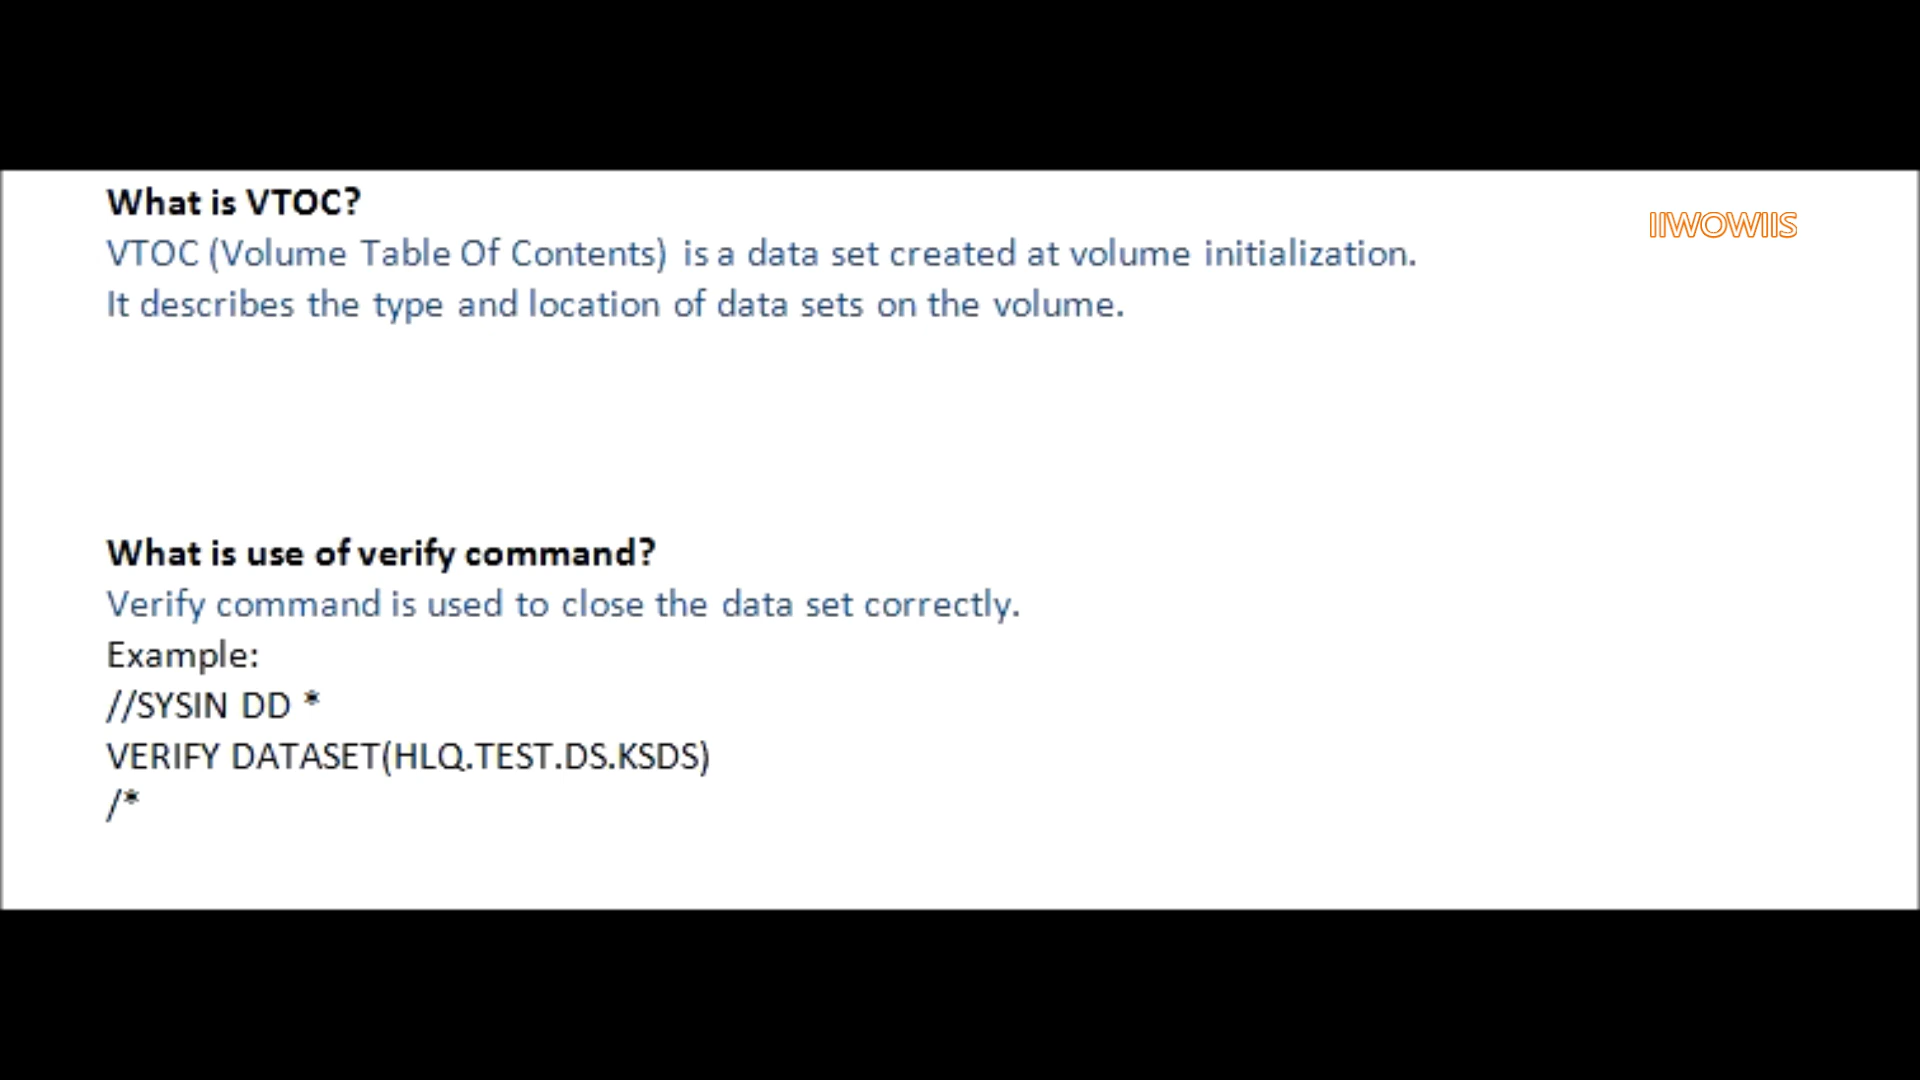 What is VTOC?
IIWOWIIS
VTOC (Volume Table Of Contents) is a data set created at volume initialization.
It describes the type and location of data sets on the volume.
What is use of verify command?
Verify command is used to close the data set correctly.
Example:
//SYSIN DD *
VERIFY DATASET(HLQ.TEST.DS.KSDS)
/*